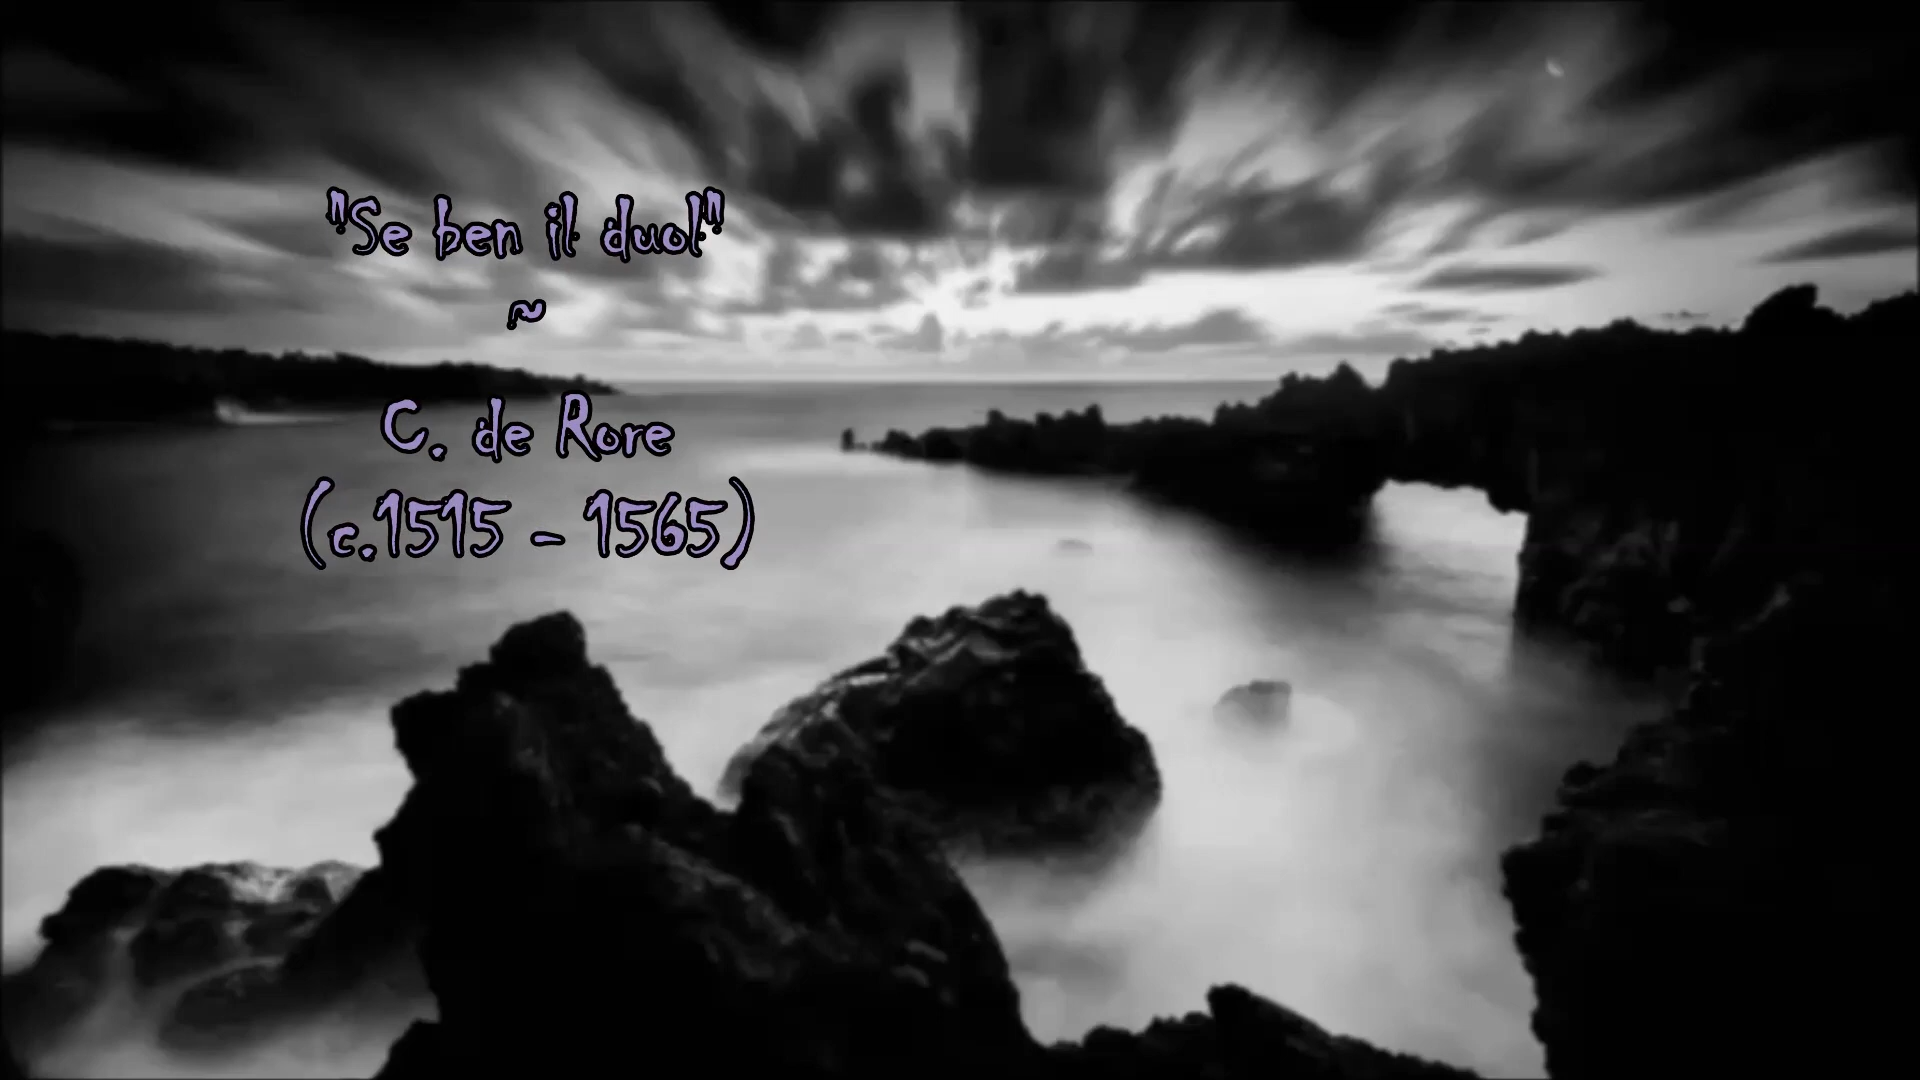 "Se ben il duol"
~
C. de Rore
(c.1515 - 1565)